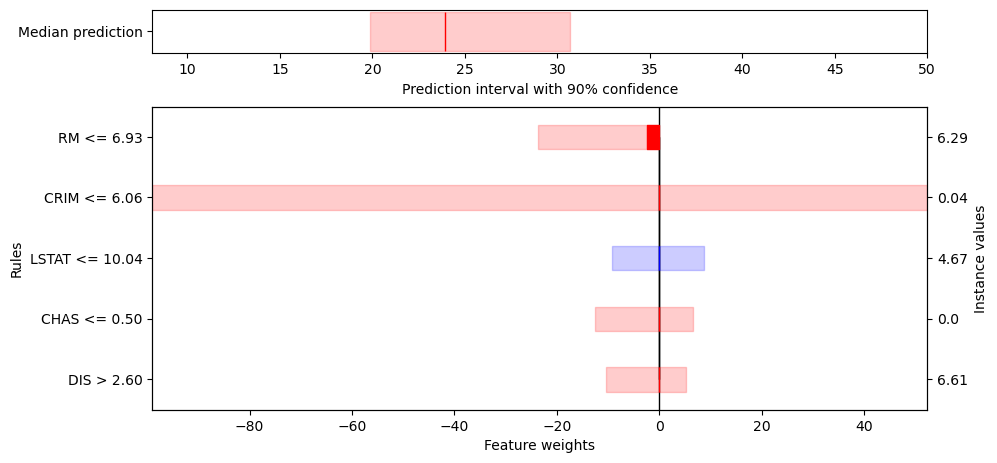 Median prediction
10 15 20 25 30 35 40 45 50
Prediction interval with 90% confidence
RM <= 6.93 6.29
CRIM <= 6.06 0.04
LSTAT <= 10.04 4.67
CHAS <= 0.50 0.0
DIS > 2.60 6.61
Rules
Instance values
−80 −60 −40 −20 0 20 40
Feature weights